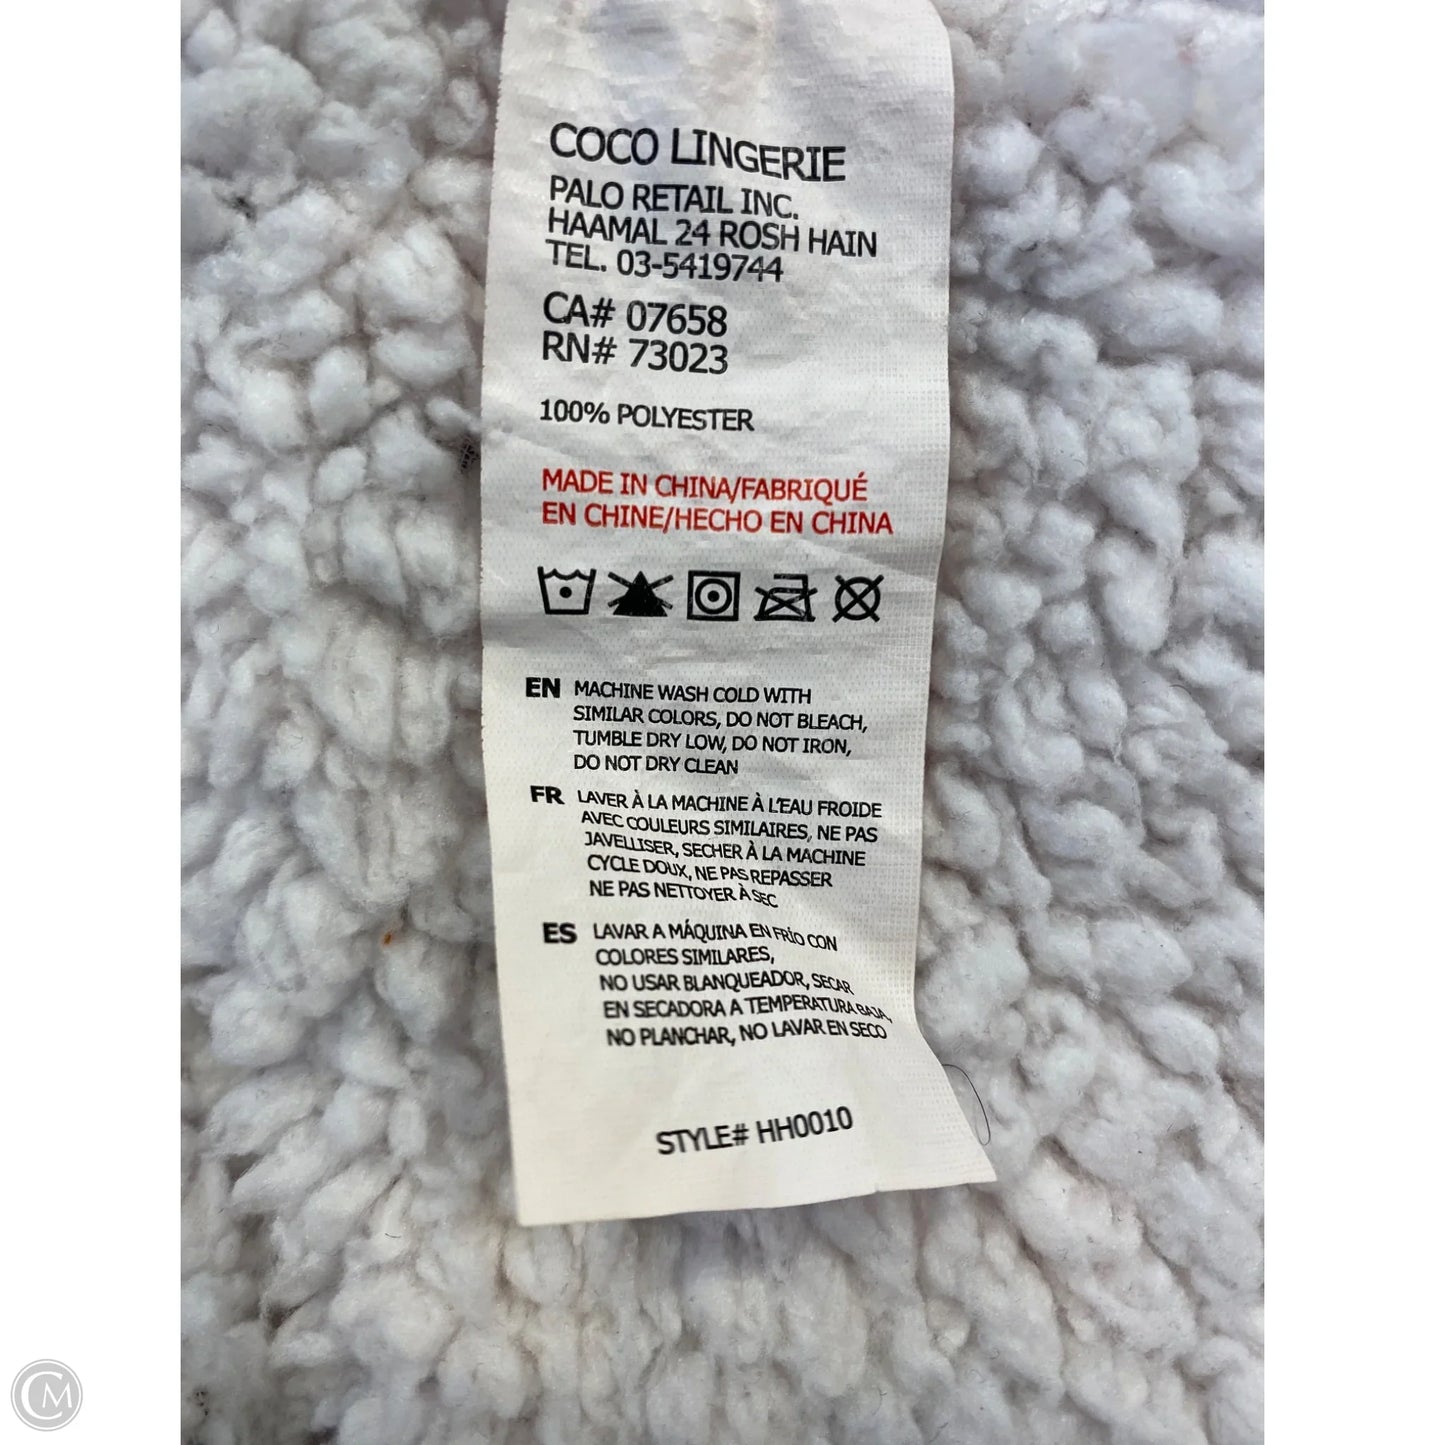 COCO LINGERIE
PALO RETAIL INC.
HAAMAL 24 ROSH HAIN
TEL. 03-5419744
CA# 07658
RN# 73023
100% POLYESTER
MADE IN CHINA/FABRIQUÉ
EN CHINE/HECHO EN CHINA
EN MACHINE WASH COLD WITH
SIMILAR COLORS, DO NOT BLEACH,
TUMBLE DRY LOW, DO NOT IRON,
DO NOT DRY CLEAN
FR LAVER À LA MACHINE À L'EAU FROIDE
AVEC COULEURS SIMILAIRES, NE PAS
JAVELLISER, SECHER À LA MACHINE
CYCLE DOUX, NE PAS REPASSER
NE PAS NETTOYER À SEC
ES LAVAR A MÁQUINA EN FRÍO CON
COLORES SIMILARES,
NO USAR BLANQUEADOR, SECAR
EN SECADORA A TEMPERATURA BAJA,
NO PLANCHAR, NO LAVAR EN SECO
STYLE# HH0010
CM